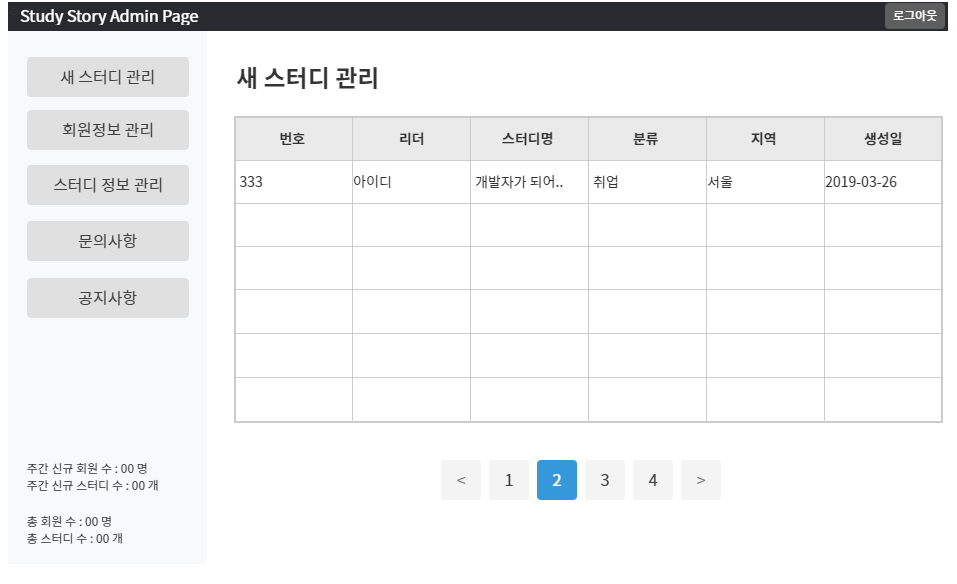 Study Story Admin Page 로그아웃
새 스터디 관리
회원정보 관리
스터디 정보 관리
문의사항
공지사항
주간 신규 회원 수 : 00 명
주간 신규 스터디 수 : 00 개
총 회원 수 : 00 명
총 스터디 수 : 00 개
새 스터디 관리
번호 리더 스터디명 분류 지역 생성일
333 아이디 개발자가 되어.. 취업 서울 2019-03-26
< 1 2 3 4 >